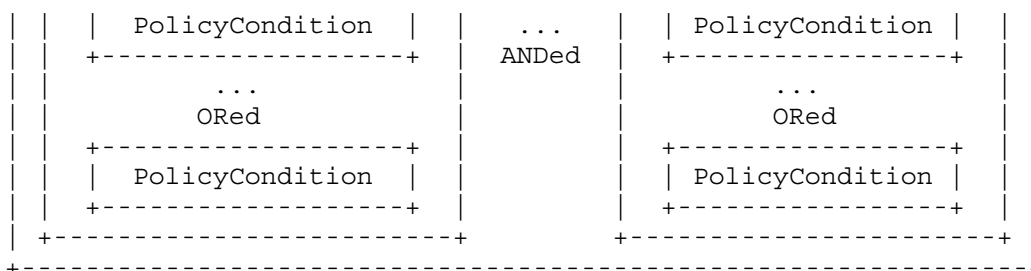 | | | PolicyCondition | | ... | | PolicyCondition | |
| | +-------------------+ | ANDed | +-----------------+ |
| | ... | | ... |
| | ORed | | ORed |
| | +-------------------+ | | +-----------------+ |
| | | PolicyCondition | | | | PolicyCondition | |
| | +-------------------+ | | +-----------------+ |
| +-------------------------+ +-----------------------+
+--------------------------------------------------------------